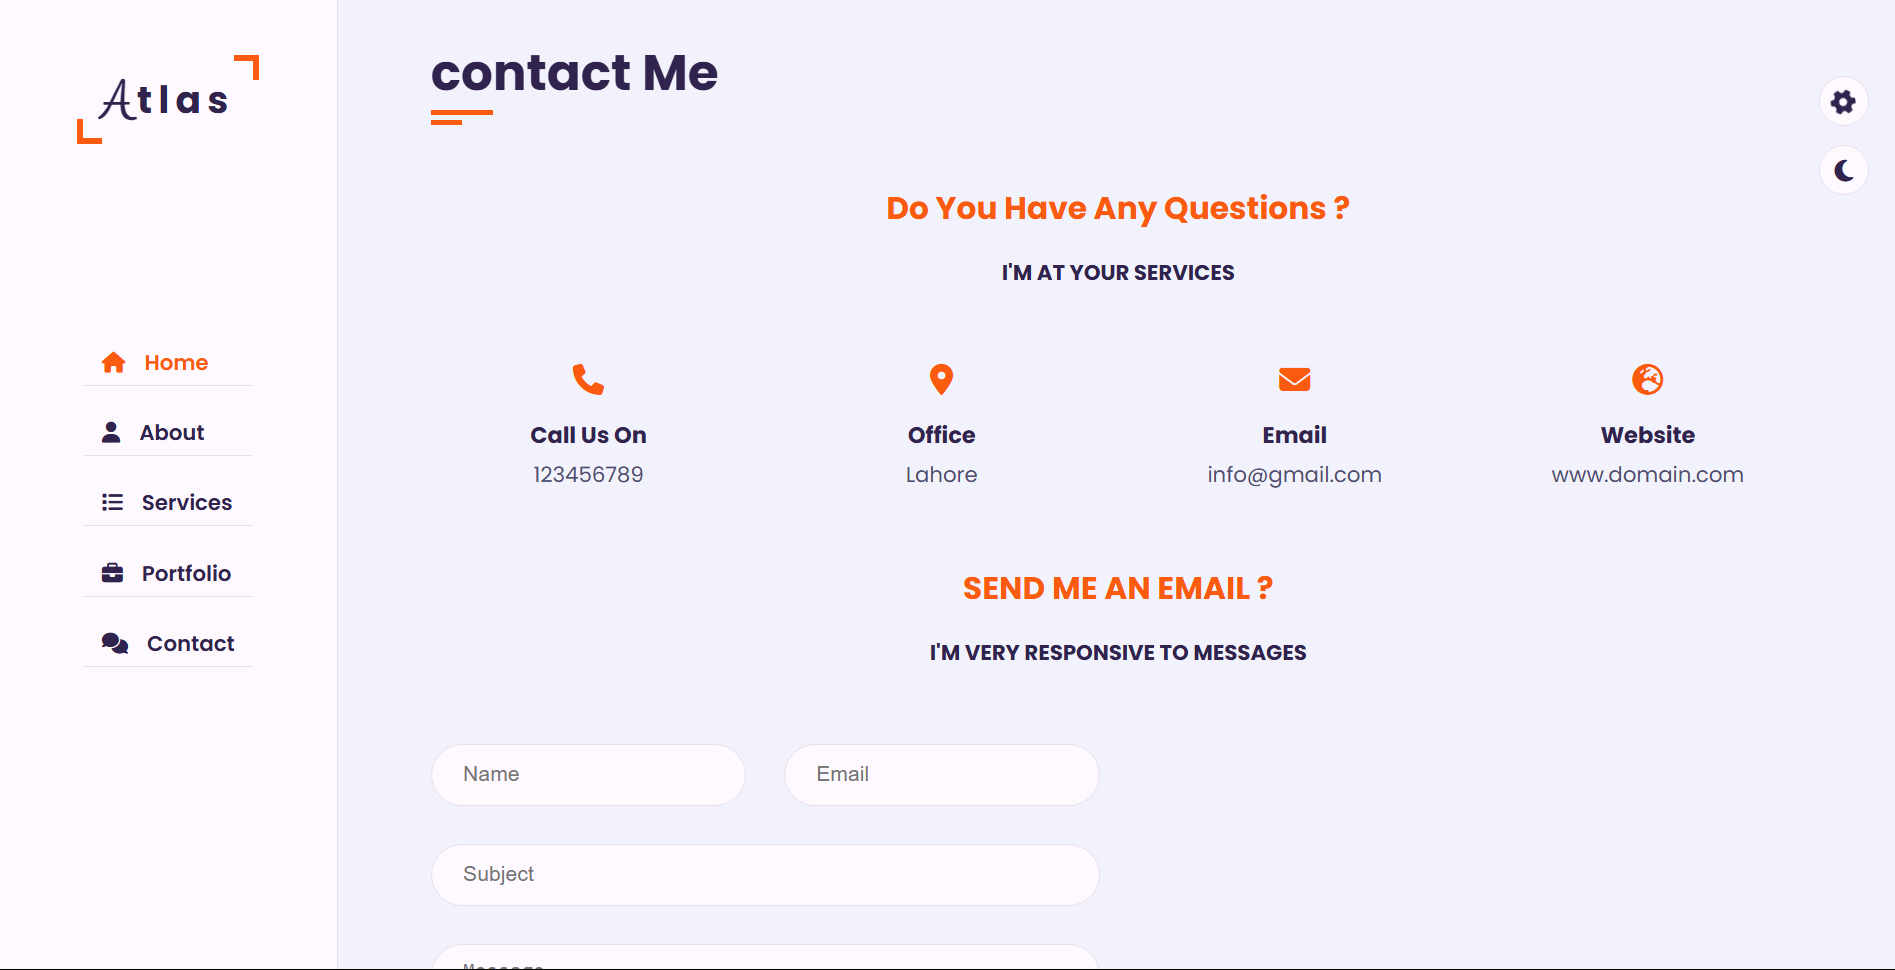 Atlas
Home
About
Services
Portfolio
Contact
contact Me
Do You Have Any Questions ?
I'M AT YOUR SERVICES
Call Us On
123456789
Office
Lahore
Email
info@gmail.com
Website
www.domain.com
SEND ME AN EMAIL ?
I'M VERY RESPONSIVE TO MESSAGES
Name
Email
Subject